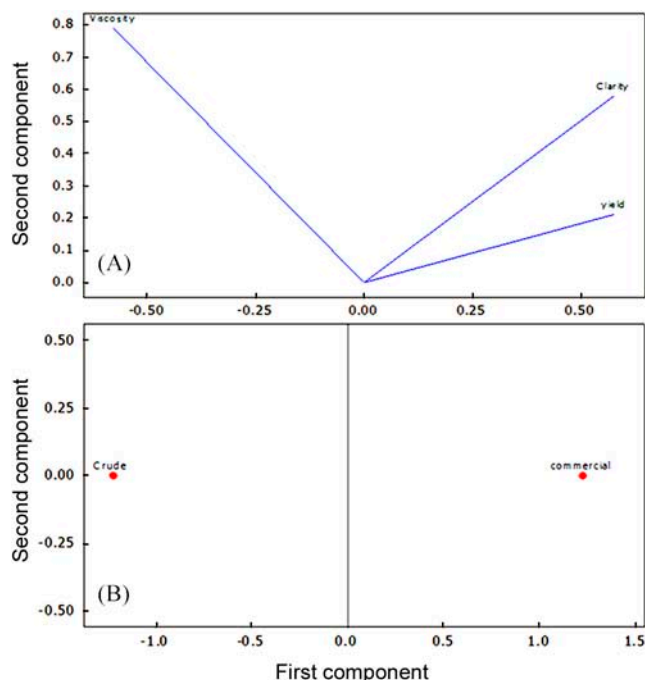 Viscosity
0.8
0.7
Clarity
0.6
0.5
0.4
0.3
yield
0.2
0.1
0.0
(A)
Second component
-0.50 -0.25 0.00 0.25 0.50
0.50
0.25
Crude commercial
0.00
-0.25
-0.50
(B)
Second component
-1.0 -0.5 0.0 0.5 1.0 1.5
First component